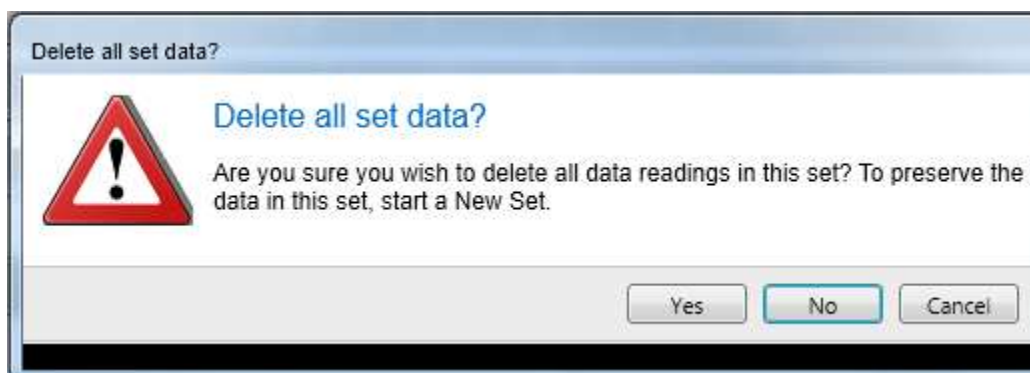 Delete all set data?
Delete all set data?
Are you sure you wish to delete all data readings in this set? To preserve the
data in this set, start a New Set.
Yes No Cancel